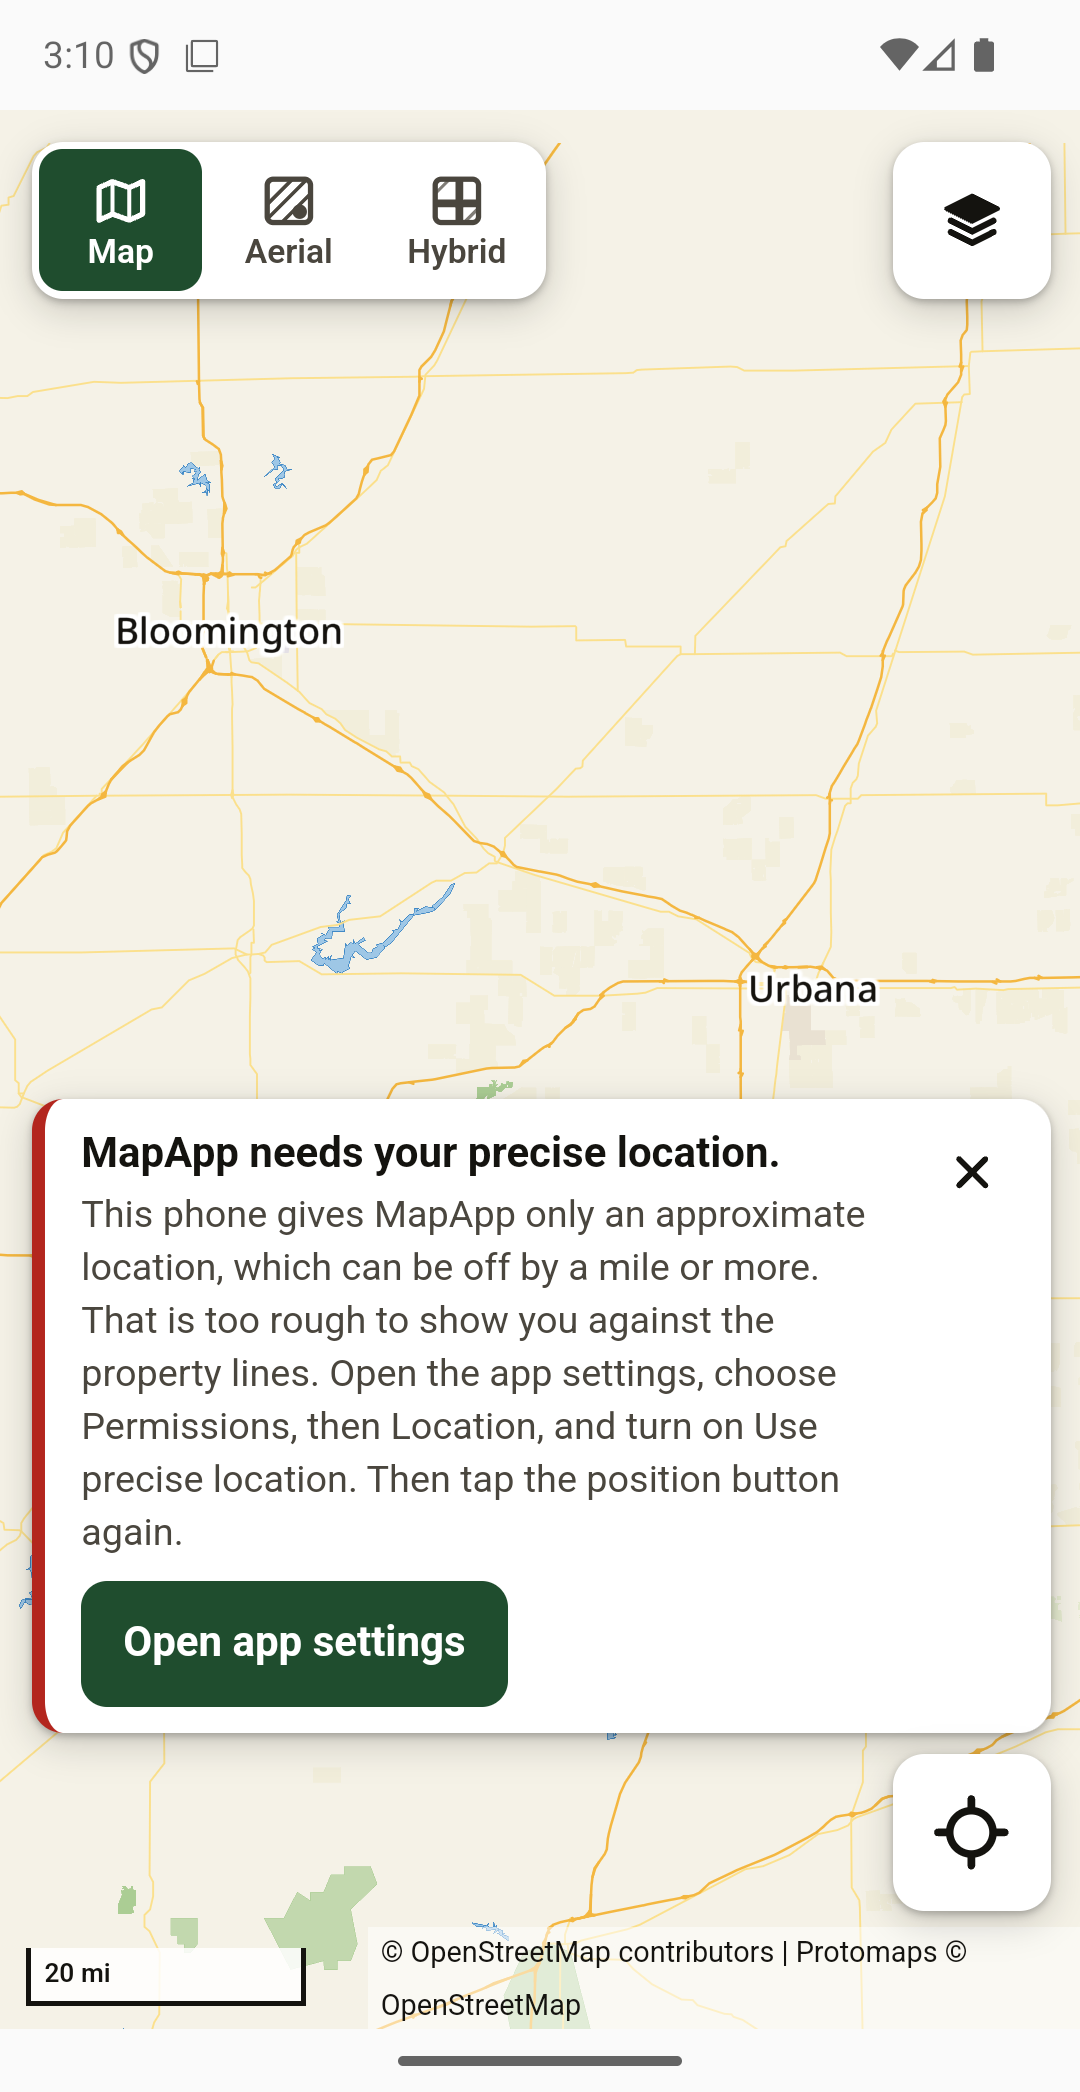 3:10
Map
Aerial
Hybrid
Bloomington
Urbana
MapApp needs your precise location.
This phone gives MapApp only an approximate
location, which can be off by a mile or more.
That is too rough to show you against the
property lines. Open the app settings, choose
Permissions, then Location, and turn on Use
precise location. Then tap the position button
again.
Open app settings
20 mi
© OpenStreetMap contributors | Protomaps ©
OpenStreetMap